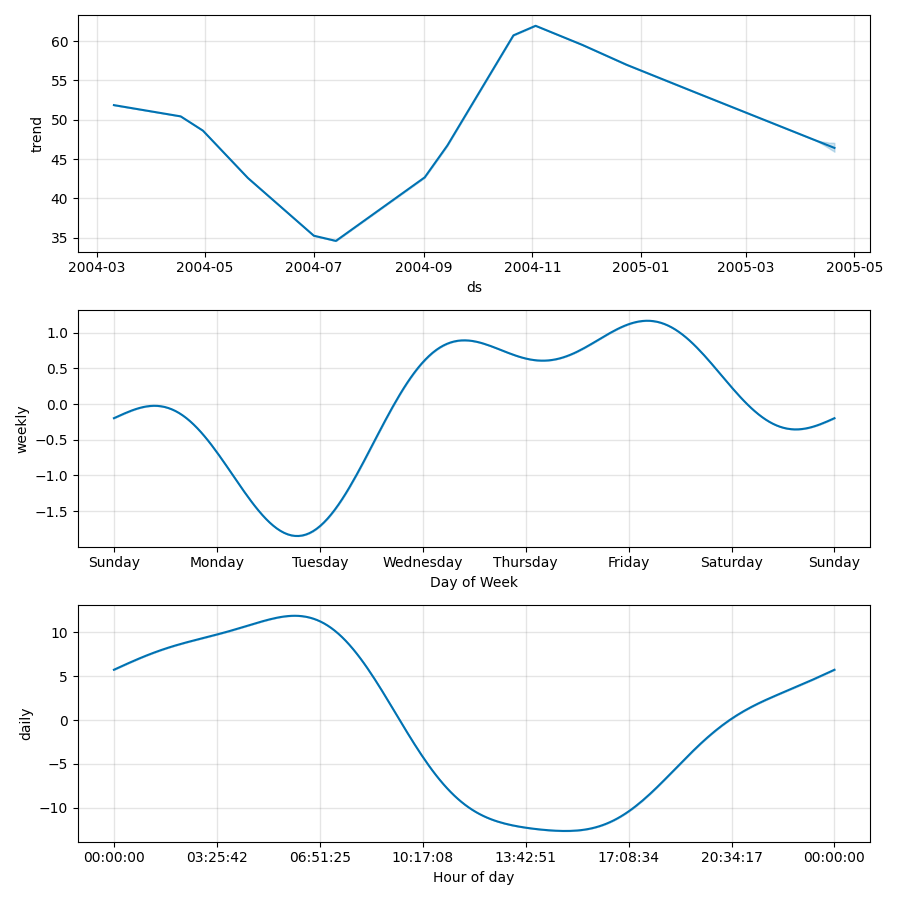 trend
60
55
50
45
40
35
2004-03 2004-05 2004-07 2004-09 2004-11 2005-01 2005-03 2005-05
ds
weekly
1.0
0.5
0.0
−0.5
−1.0
−1.5
Sunday Monday Tuesday Wednesday Thursday Friday Saturday Sunday
Day of Week
daily
10
5
0
−5
−10
00:00:00 03:25:42 06:51:25 10:17:08 13:42:51 17:08:34 20:34:17 00:00:00
Hour of day